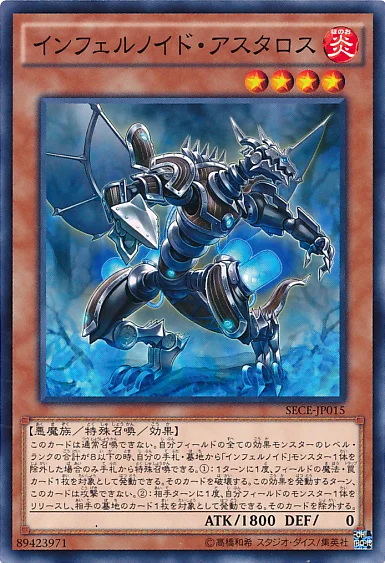 インフェルノイド・アスタロス
炎
SECE-JP015
【悪魔族/特殊召喚/効果】
このカードは通常召喚できない。自分フィールドの全ての効果モンスターのレベル・
ランクの合計が8以下の時、自分の手札・墓地から「インフェルノイド」モンスター1体を
除外した場合のみ手札から特殊召喚できる。①:1ターンに1度、フィールドの魔法・罠
カード1枚を対象として発動できる。そのカードを破壊する。この効果を発動するターン
このカードは攻撃できない。②:相手ターンに1度、自分フィールドのモンスター1体を
リリースし、相手の墓地のカード1枚を対象として発動できる。そのカードを除外する。
ATK/1800 DEF/ 0
89423971
©高橋和希 スタジオ・ダイス/集英社